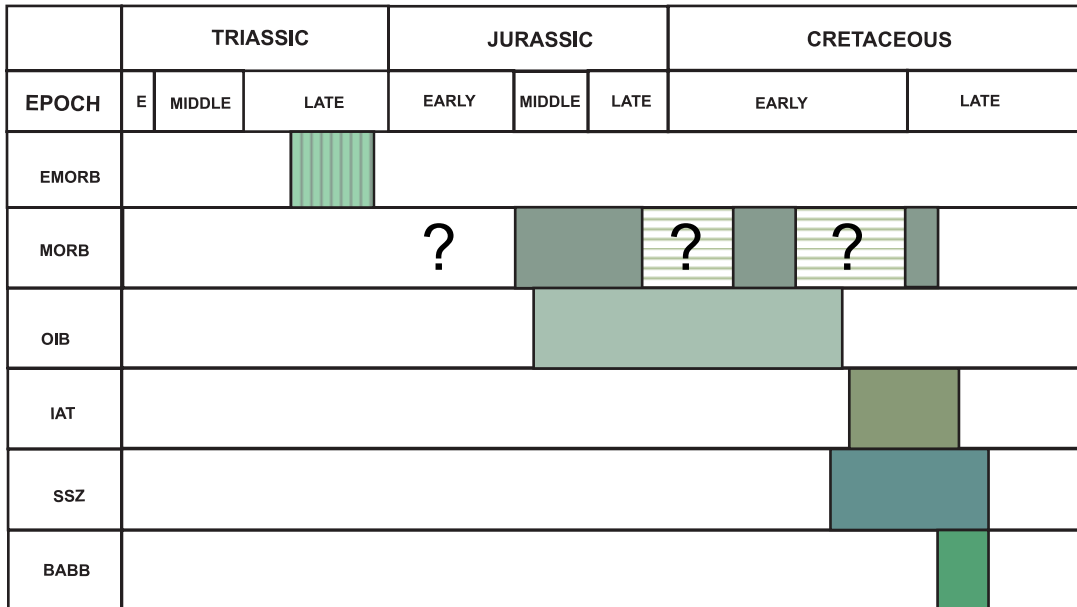 TRIASSIC JURASSIC CRETACEOUS
EPOCH E MIDDLE LATE EARLY MIDDLE LATE EARLY LATE
EMORB
MORB ? ? ?
OIB
IAT
SSZ
BABB